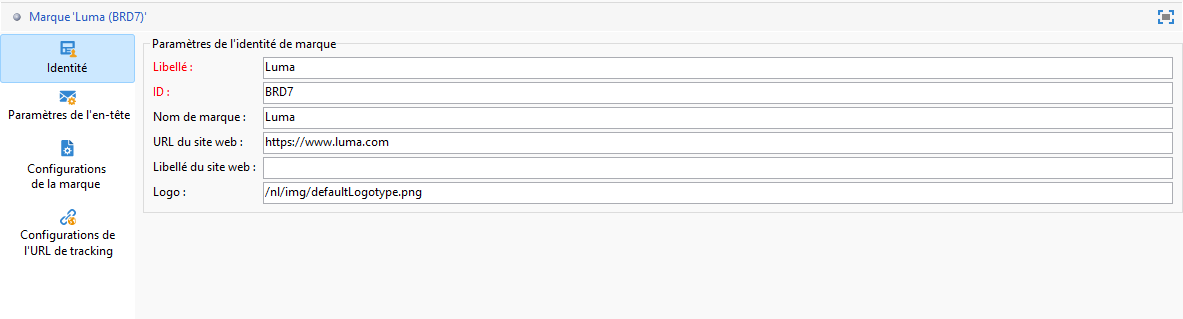 Marque 'Luma (BRD7)'
Identité
Paramètres de l'en-tête
Configurations
de la marque
Configurations de
l'URL de tracking
Paramètres de l'identité de marque
Libellé : Luma
ID : BRD7
Nom de marque : Luma
URL du site web : https://www.luma.com
Libellé du site web :
Logo : /nl/img/defaultLogotype.png